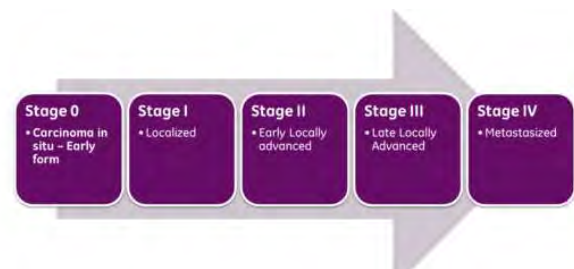 Stage 0
• Carcinoma in
situ – Early
form
Stage I
• Localized
Stage II
• Early Locally
advanced
Stage III
• Late Locally
Advanced
Stage IV
• Metastasized